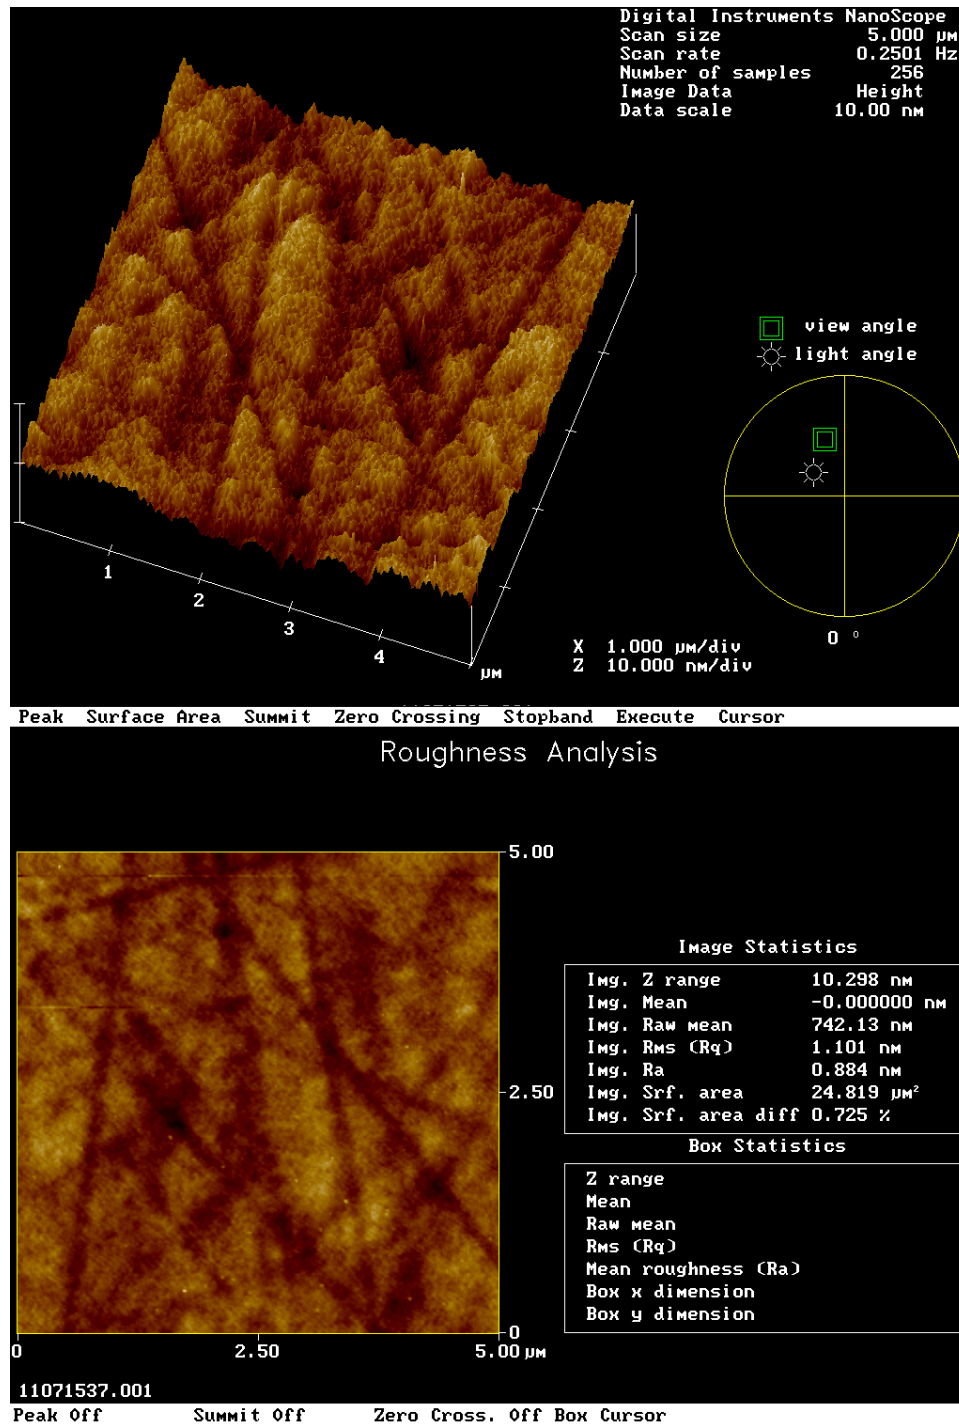 Digital Instruments NanoScope
Scan size 5.000 µm
Scan rate 0.2501 Hz
Number of samples 256
Image Data Height
Data scale 10.00 nm
view angle
light angle
1
2
3
4
µm
0 °
X 1.000 µm/div
Z 10.000 nm/div
Peak Surface Area Summit Zero Crossing Stopband Execute Cursor
Roughness Analysis
5.00
2.50
0
0 2.50 5.00 µm
Image Statistics
Img. Z range 10.298 nm
Img. Mean -0.000000 nm
Img. Raw mean 742.13 nm
Img. Rms (Rq) 1.101 nm
Img. Ra 0.884 nm
Img. Srf. area 24.819 µm²
Img. Srf. area diff 0.725 %
Box Statistics
Z range
Mean
Raw mean
Rms (Rq)
Mean roughness (Ra)
Box x dimension
Box y dimension
11071537.001
Peak Off Summit Off Zero Cross. Off Box Cursor